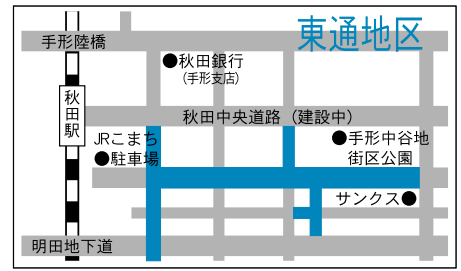 東通地区
手形陸橋
●秋田銀行
(手形支店)
秋田駅
秋田中央道路(建設中)
JRこまち
●駐車場
●手形中谷地
街区公園
サンクス●
明田地下道